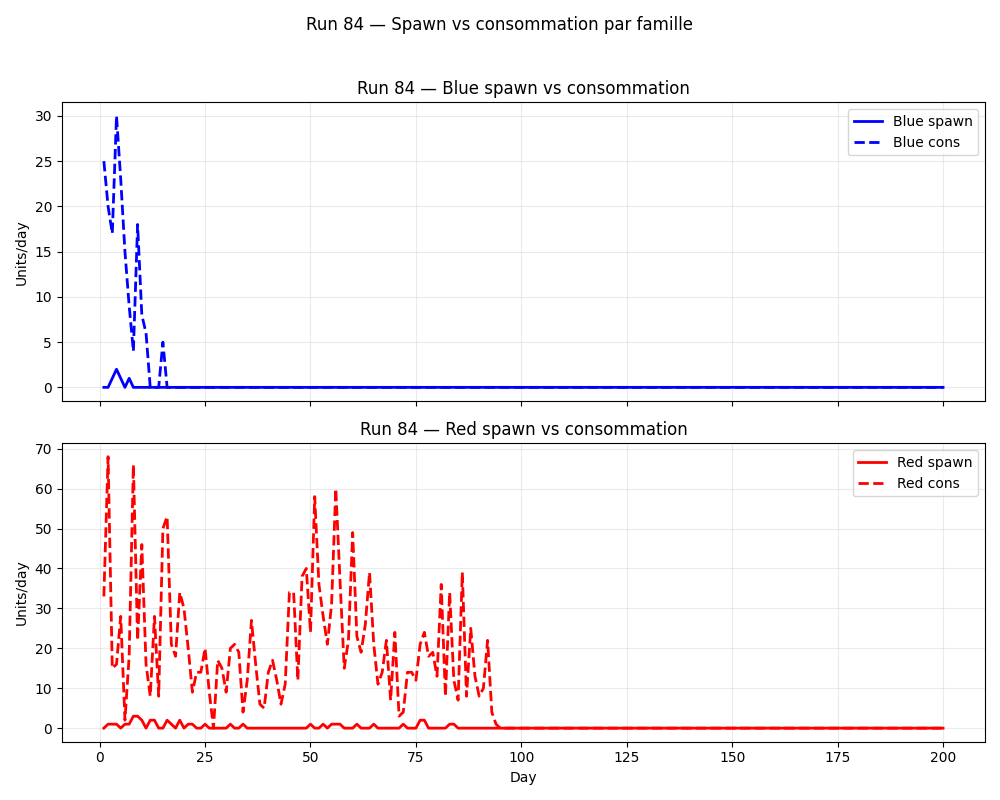 Run 84 — Spawn vs consommation par famille
Run 84 — Blue spawn vs consommation
Units/day
30
25
20
15
10
5
0
Blue spawn
Blue cons
Run 84 — Red spawn vs consommation
Units/day
70
60
50
40
30
20
10
0
Red spawn
Red cons
0 25 50 75 100 125 150 175 200
Day